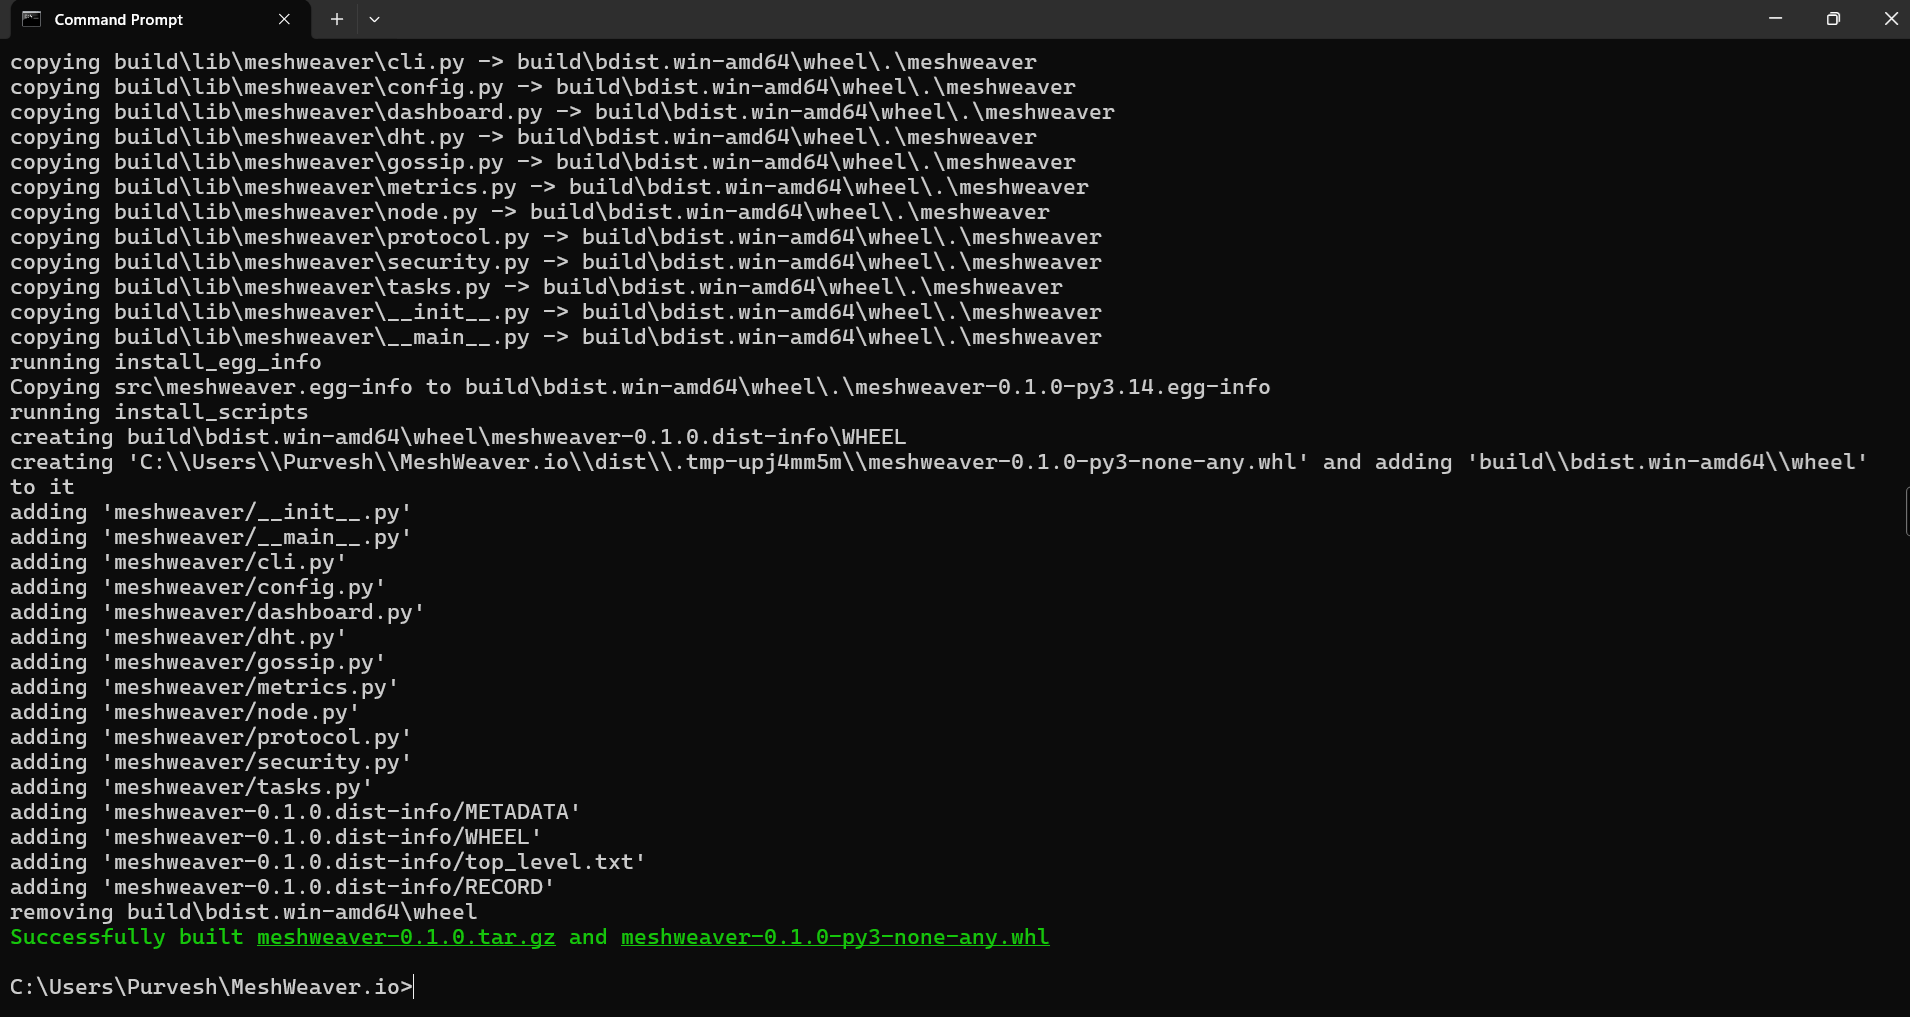 Command Prompt
copying build\lib\meshweaver\cli.py -> build\bdist.win-amd64\wheel\.\meshweaver
copying build\lib\meshweaver\config.py -> build\bdist.win-amd64\wheel\.\meshweaver
copying build\lib\meshweaver\dashboard.py -> build\bdist.win-amd64\wheel\.\meshweaver
copying build\lib\meshweaver\dht.py -> build\bdist.win-amd64\wheel\.\meshweaver
copying build\lib\meshweaver\gossip.py -> build\bdist.win-amd64\wheel\.\meshweaver
copying build\lib\meshweaver\metrics.py -> build\bdist.win-amd64\wheel\.\meshweaver
copying build\lib\meshweaver\node.py -> build\bdist.win-amd64\wheel\.\meshweaver
copying build\lib\meshweaver\protocol.py -> build\bdist.win-amd64\wheel\.\meshweaver
copying build\lib\meshweaver\security.py -> build\bdist.win-amd64\wheel\.\meshweaver
copying build\lib\meshweaver\tasks.py -> build\bdist.win-amd64\wheel\.\meshweaver
copying build\lib\meshweaver\__init__.py -> build\bdist.win-amd64\wheel\.\meshweaver
copying build\lib\meshweaver\__main__.py -> build\bdist.win-amd64\wheel\.\meshweaver
running install_egg_info
Copying src\meshweaver.egg-info to build\bdist.win-amd64\wheel\.\meshweaver-0.1.0-py3.14.egg-info
running install_scripts
creating build\bdist.win-amd64\wheel\meshweaver-0.1.0.dist-info\WHEEL
creating 'C:\\Users\\Purvesh\\MeshWeaver.io\\dist\\.tmp-upj4mm5m\\meshweaver-0.1.0-py3-none-any.whl' and adding 'build\\bdist.win-amd64\\wheel'
to it
adding 'meshweaver/__init__.py'
adding 'meshweaver/__main__.py'
adding 'meshweaver/cli.py'
adding 'meshweaver/config.py'
adding 'meshweaver/dashboard.py'
adding 'meshweaver/dht.py'
adding 'meshweaver/gossip.py'
adding 'meshweaver/metrics.py'
adding 'meshweaver/node.py'
adding 'meshweaver/protocol.py'
adding 'meshweaver/security.py'
adding 'meshweaver/tasks.py'
adding 'meshweaver-0.1.0.dist-info/METADATA'
adding 'meshweaver-0.1.0.dist-info/WHEEL'
adding 'meshweaver-0.1.0.dist-info/top_level.txt'
adding 'meshweaver-0.1.0.dist-info/RECORD'
removing build\bdist.win-amd64\wheel
Successfully built meshweaver-0.1.0.tar.gz and meshweaver-0.1.0-py3-none-any.whl
C:\Users\Purvesh\MeshWeaver.io>